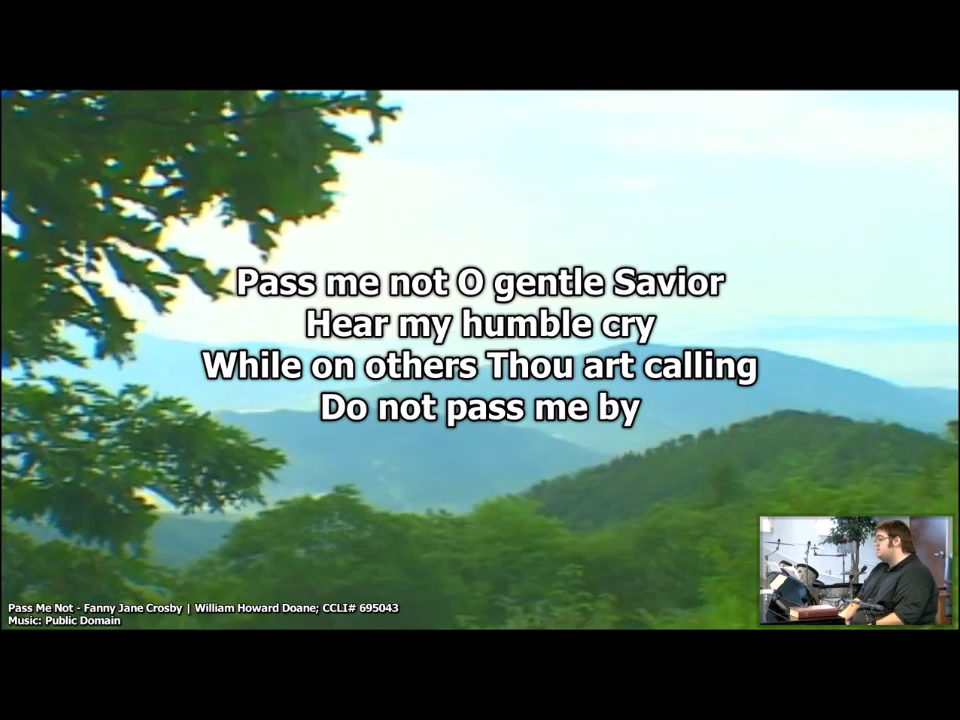 Pass me not O gentle Savior
Hear my humble cry
While on others Thou art calling
Do not pass me by
Pass Me Not - Fanny Jane Crosby | William Howard Doane; CCLI# 695043
Music: Public Domain